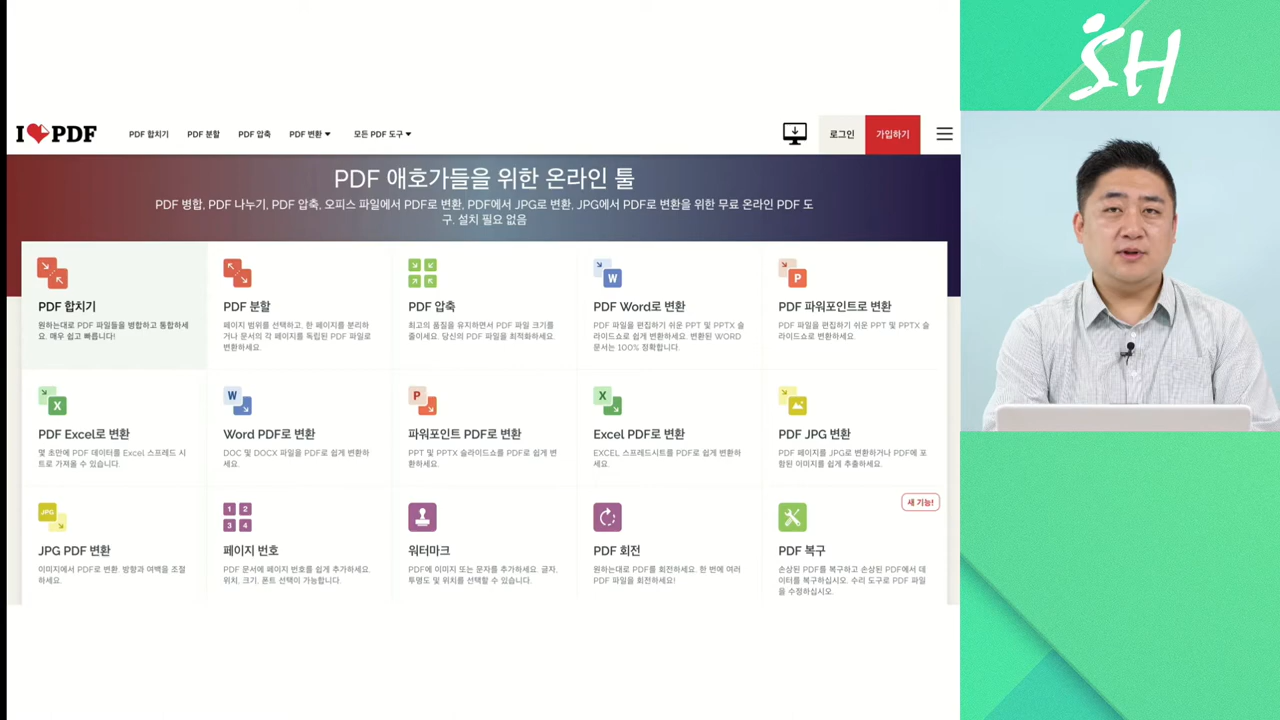 SH
I PDF
PDF 합치기
PDF 분할
PDF 압축
PDF 변환
모든 PDF 도구
로그인
가입하기
PDF 애호가들을 위한 온라인 툴
PDF 병합, PDF 나누기, PDF 압축, 오피스 파일에서 PDF로 변환, PDF에서 JPG로 변환, JPG에서 PDF로 변환을 위한 무료 온라인 PDF 도
구. 설치 필요 없음
PDF 합치기
원하는대로 PDF 파일들을 병합하고 통합하세
요. 매우 쉽고 빠릅니다!
PDF 분할
페이지 범위를 선택하고, 한 페이지를 분리하
거나 문서의 각 페이지를 독립된 PDF 파일로
변환하세요.
PDF 압축
최고의 품질을 유지하면서 PDF 파일 크기를
줄이세요. 당신의 PDF 파일을 최적화하세요.
W
PDF Word로 변환
PDF 파일을 편집하기 쉬운 PPT 및 PPTX 슬
라이드쇼로 쉽게 변환하세요. 변환된 WORD
문서는 100% 정확합니다.
P
PDF 파워포인트로 변환
PDF 파일을 편집하기 쉬운 PPT 및 PPTX 슬
라이드쇼로 쉽게 변환하세요.
X
PDF Excel로 변환
몇 초만에 PDF 데이터를 Excel 스프레드 시
트로 가져올 수 있습니다.
W
Word PDF로 변환
DOC 및 DOCX 파일을 PDF로 쉽게 변환하
세요.
P
파워포인트 PDF로 변환
PPT 및 PPTX 슬라이드쇼를 PDF로 쉽게 변
환하세요.
X
Excel PDF로 변환
EXCEL 스프레드시트를 PDF로 쉽게 변환하
세요.
PDF JPG 변환
PDF 페이지를 JPG로 변환하거나 PDF에 포
함된 이미지를 쉽게 추출하세요.
JPG
JPG PDF 변환
이미지에서 PDF로 변환. 방향과 여백을 조절
하세요.
1 2
3 4
페이지 번호
PDF 문서에 페이지 번호를 쉽게 추가하세요.
위치, 크기, 폰트 선택이 가능합니다.
워터마크
PDF에 이미지 또는 문자를 추가하세요. 글자,
투명도 및 위치를 선택할 수 있습니다.
PDF 회전
원하는대로 PDF를 회전하세요. 한 번에 여러
PDF 파일을 회전하세요!
새 기능!
PDF 복구
손상된 PDF를 복구하고 손상된 PDF에서 데
이터를 복구하십시오. 수리 도구로 PDF 파일
을 수정하십시오.